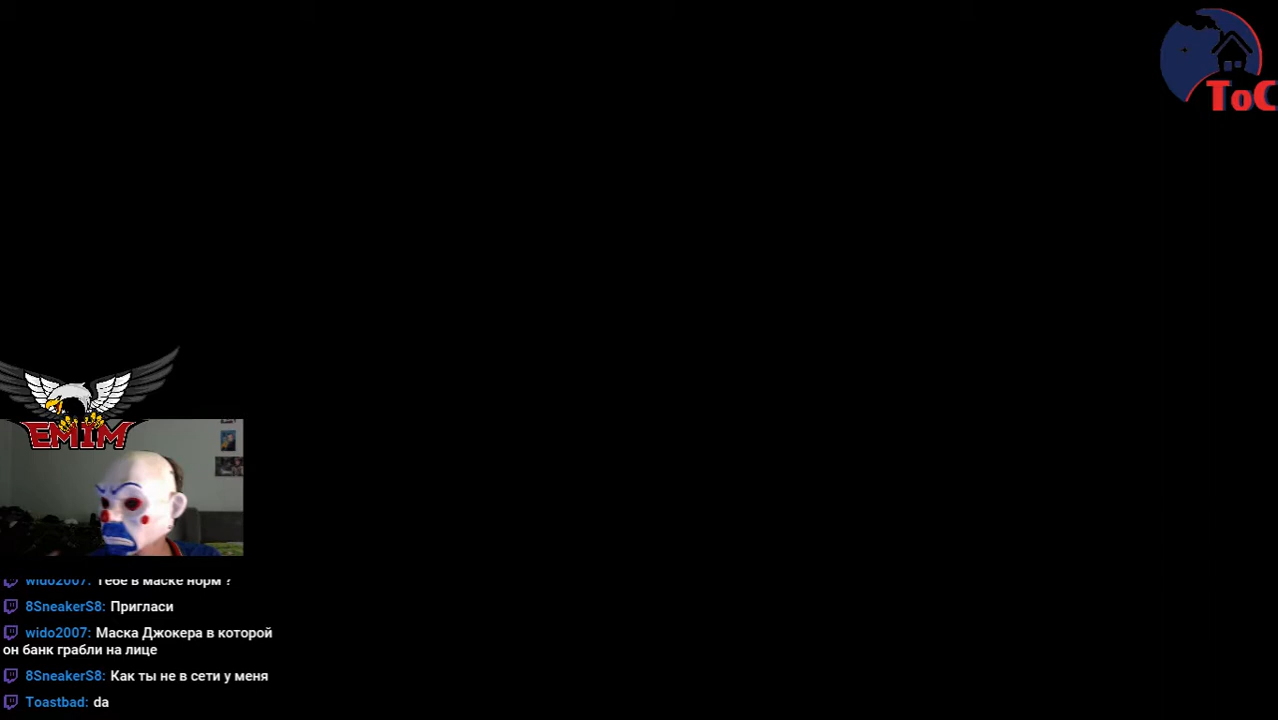 ToC
EMIM
wido2007: Тебе в маске норм ?
8SneakerS8: Пригласи
wido2007: Маска Джокера в которой
он банк грабли на лице
8SneakerS8: Как ты не в сети у меня
Toastbad: da